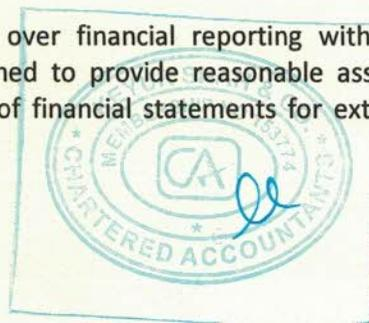 over financial reporting with
ned to provide reasonable ass
of financial statements for ext
CA
CHARTERED ACCOUNTANTS